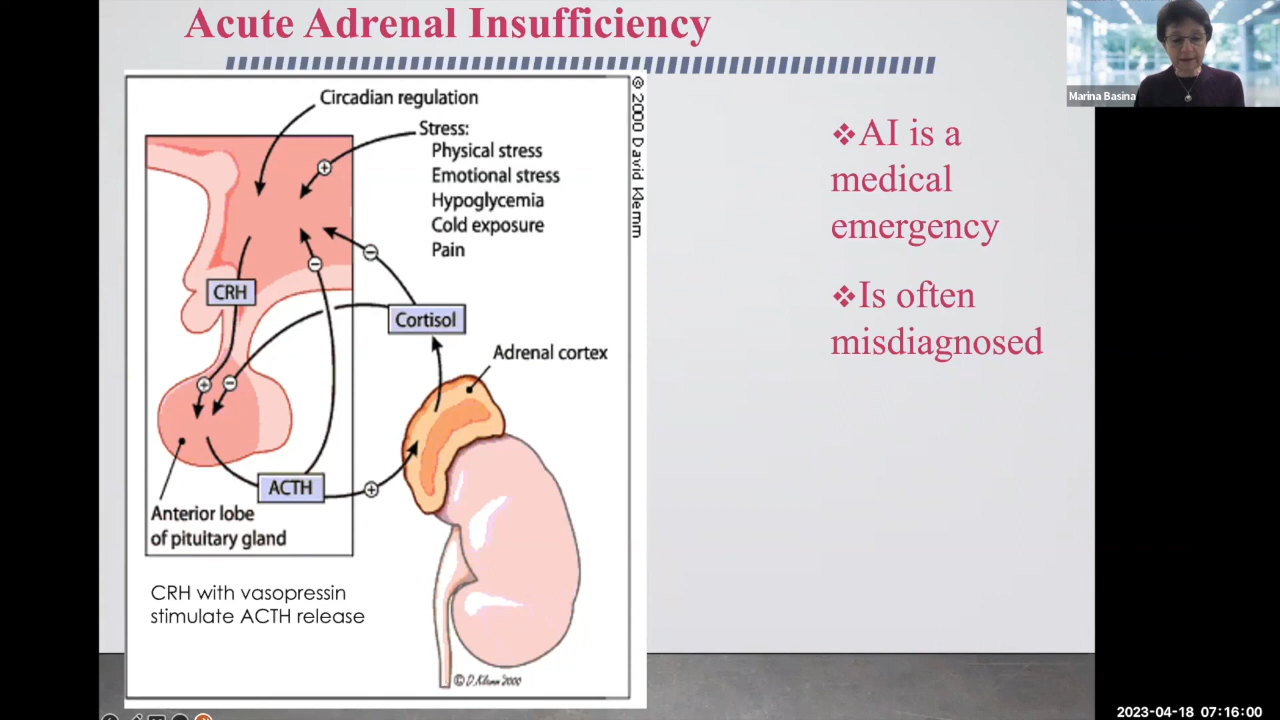 Acute Adrenal Insufficiency
Marina Basina
© 2000 David Klemm
Circadian regulation
Stress:
Physical stress
Emotional stress
Hypoglycemia
Cold exposure
Pain
CRH
Cortisol
Adrenal cortex
ACTH
Anterior lobe
of pituitary gland
CRH with vasopressin
stimulate ACTH release
© D. Klemm '2000
❖AI is a
medical
emergency
❖Is often
misdiagnosed
2023-04-18 07:16:00